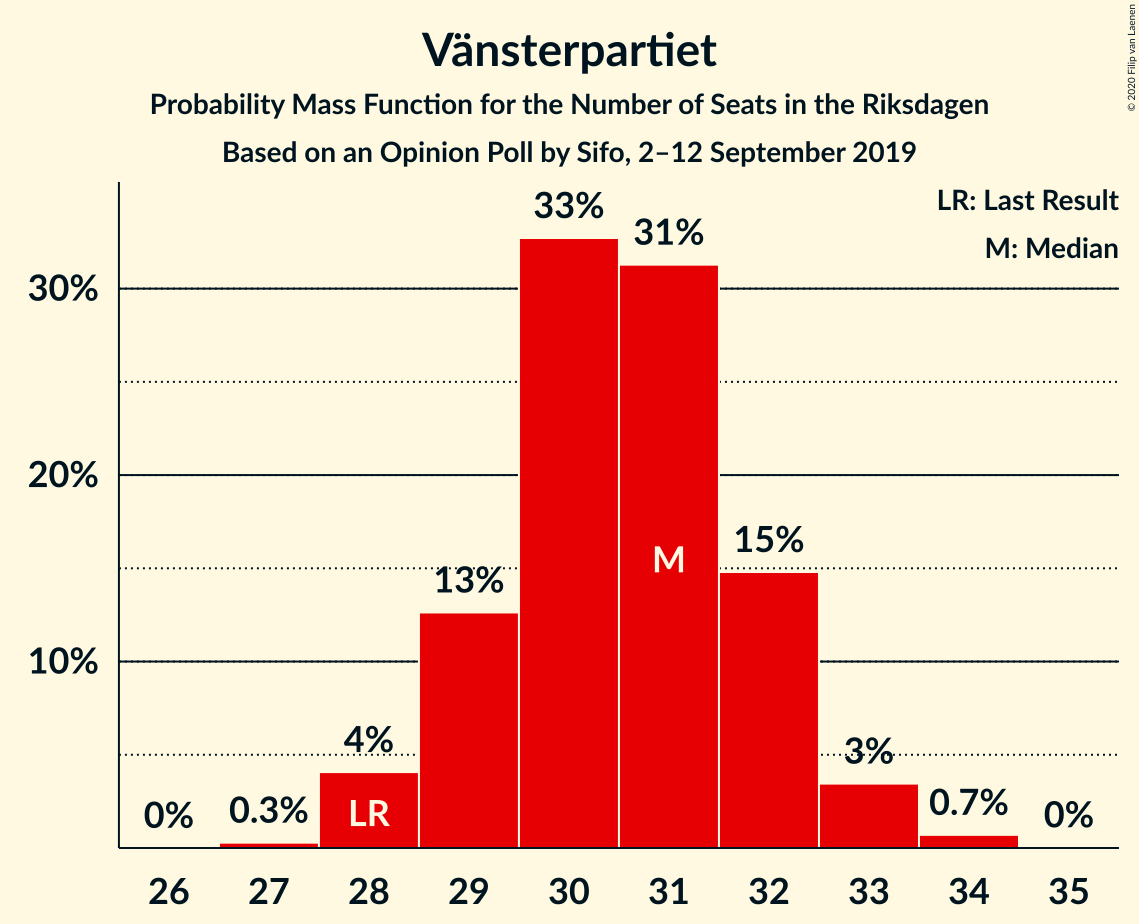 Vänsterpartiet
Probability Mass Function for the Number of Seats in the Riksdagen
Based on an Opinion Poll by Sifo, 2–12 September 2019
© 2020 Filip van Laenen
LR: Last Result
M: Median
33%
31%
30%
20%
15%
M
13%
10%
4%
3%
0%
0.3%
LR
0.7%
0%
26 27 28 29 30 31 32 33 34 35